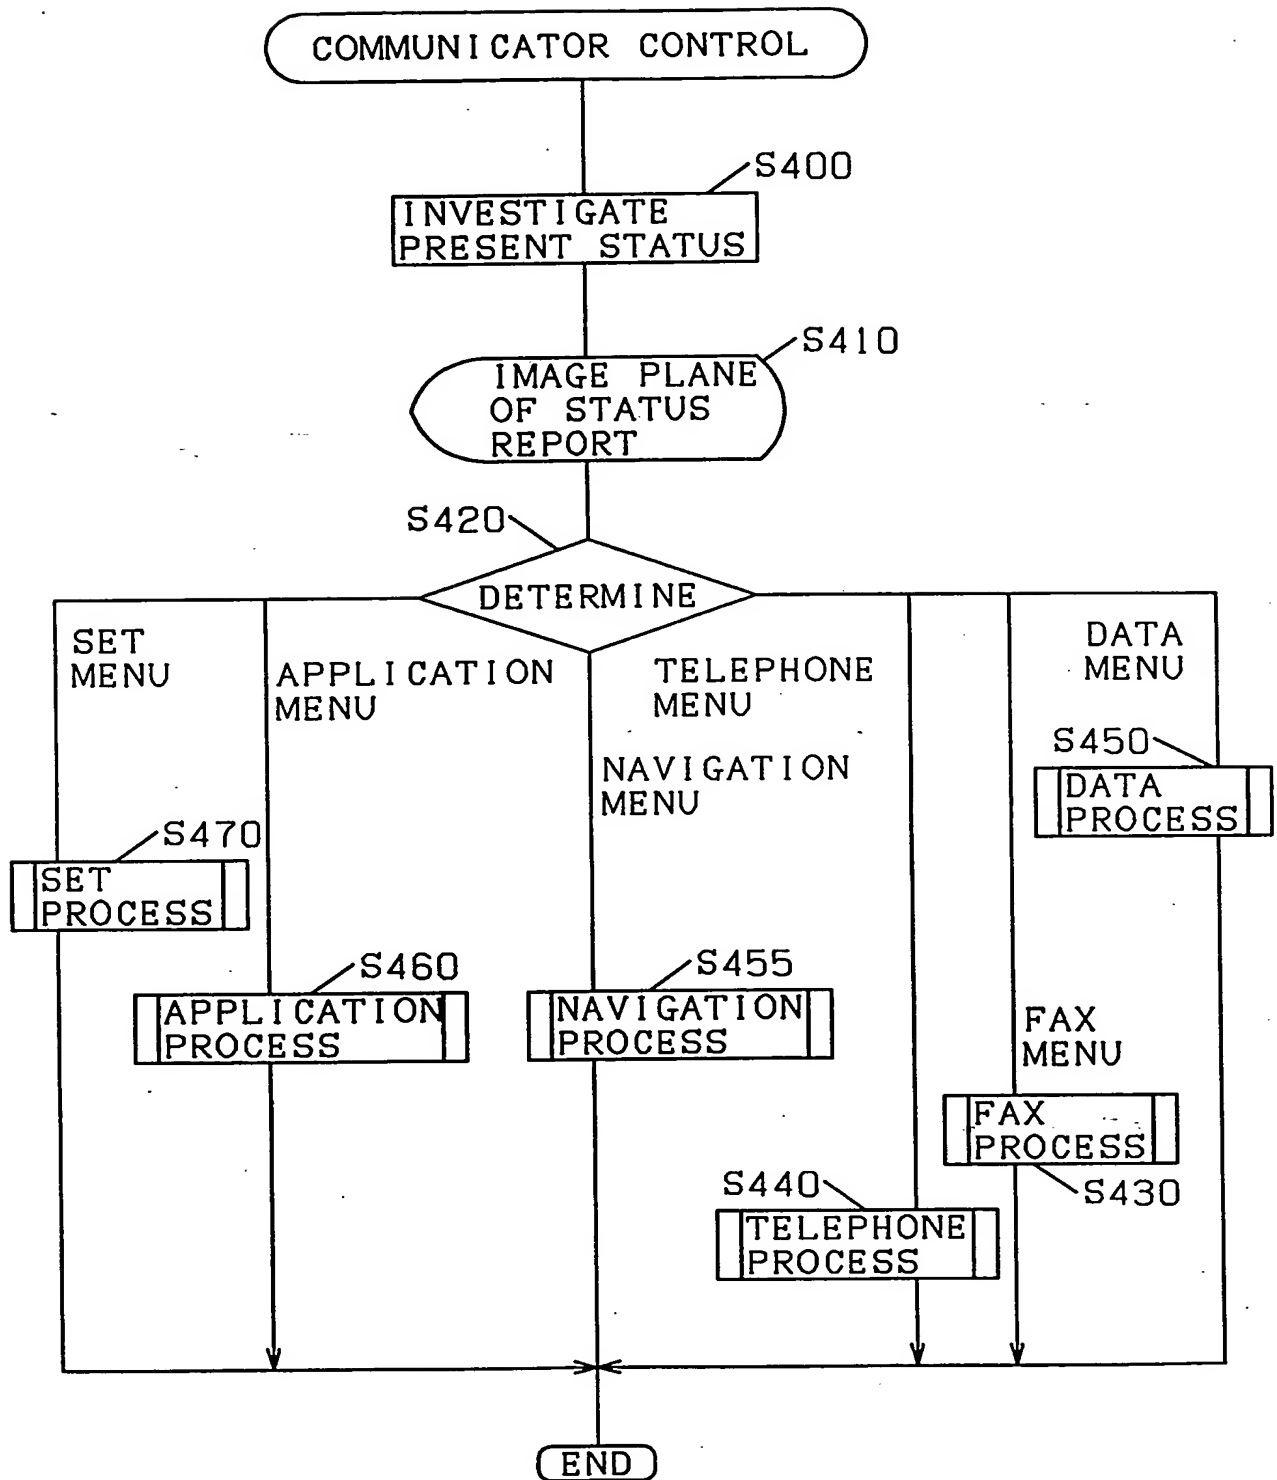 COMMUNICATOR CONTROL
S400
INVESTIGATE
PRESENT STATUS
S410
IMAGE PLANE
OF STATUS
REPORT
S420
DETERMINE
SET
MENU
APPLICATION
MENU
TELEPHONE
MENU
DATA
MENU
NAVIGATION
MENU
S450
DATA
PROCESS
S470
SET
PROCESS
S460
APPLICATION
PROCESS
S455
NAVIGATION
PROCESS
FAX
MENU
FAX
PROCESS
S430
S440
TELEPHONE
PROCESS
END